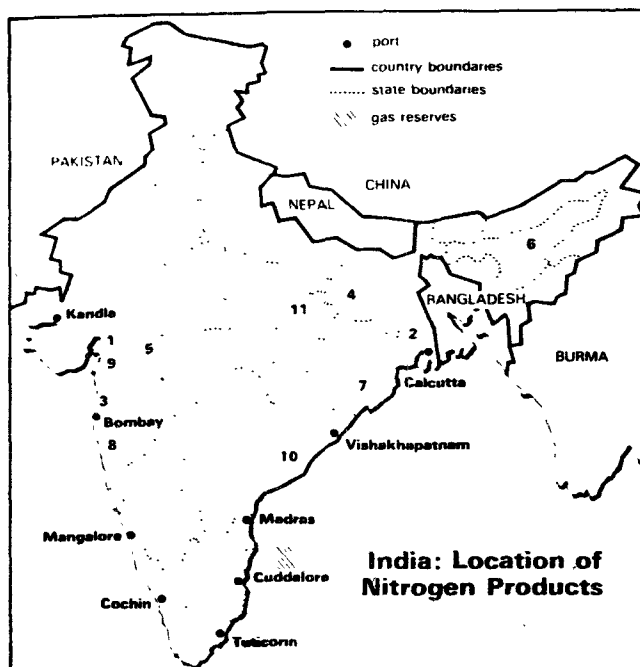 port
country boundaries
state boundaries
gas reserves
PAKISTAN
CHINA
NEPAL
6
4
11
RANGLADESH
Kandla
1
5
2
9
BURMA
Calcutta
3
7
Bombay
8
Vishakhapatnam
10
Madras
Mangalore
India: Location of
Nitrogen Products
Cuddalore
Cochin
Tuticorin